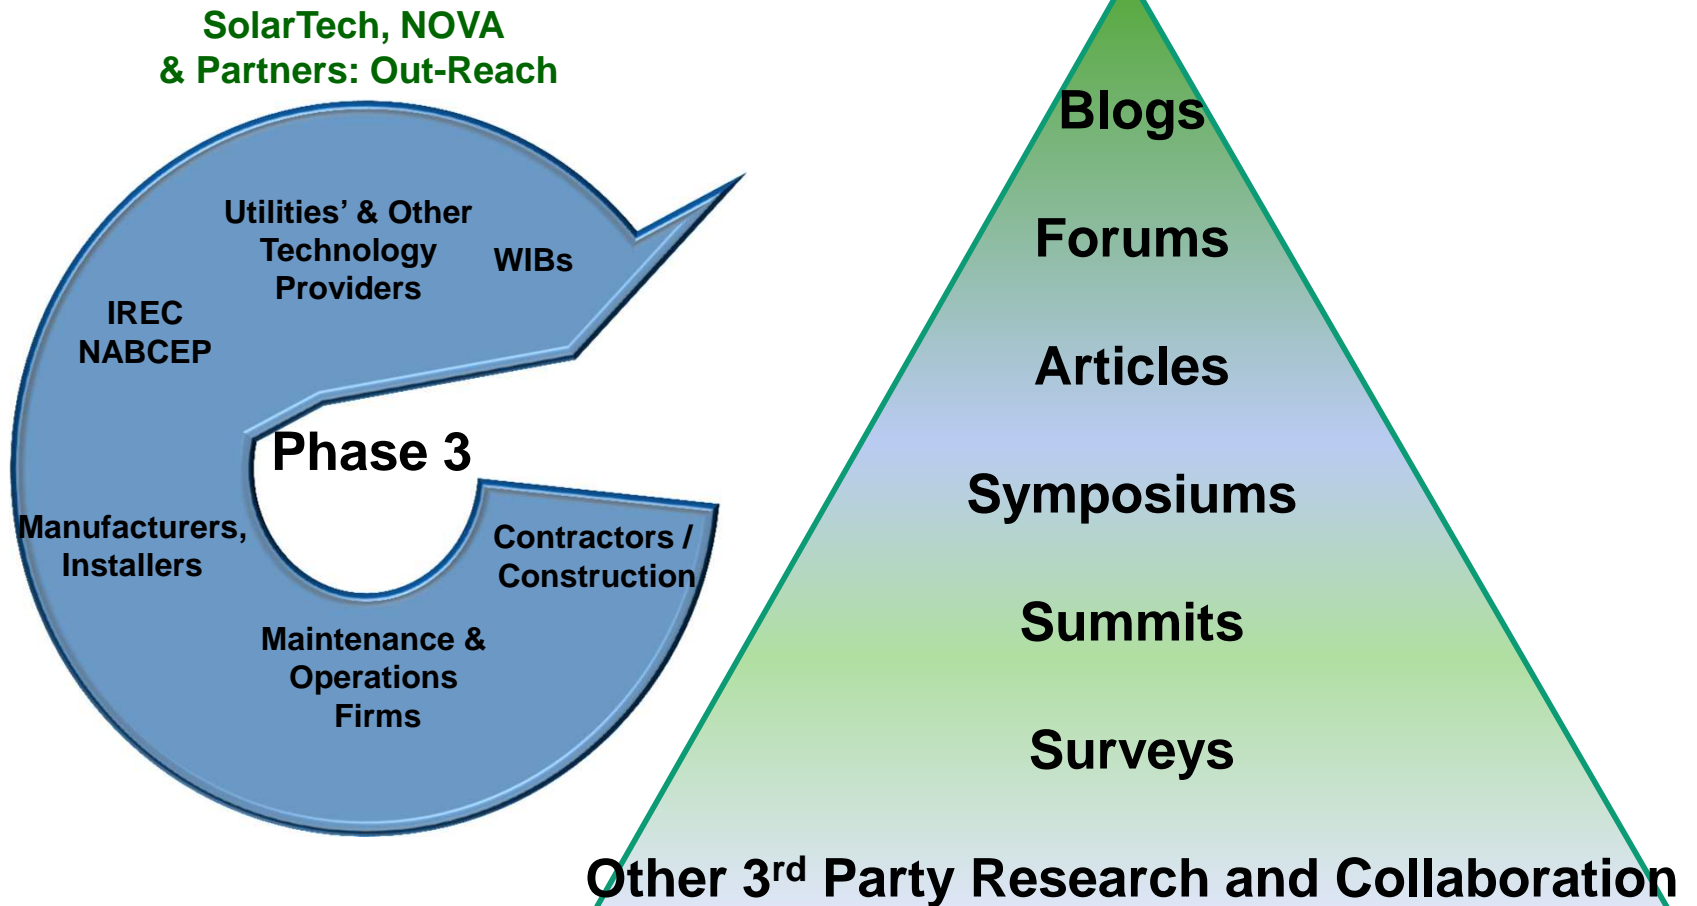 SolarTech, NOVA
& Partners: Out-Reach
Utilities’ & Other
Technology
Providers
WIBs
IREC
NABCEP
Phase 3
Manufacturers,
Installers
Contractors /
Construction
Maintenance &
Operations
Firms
Blogs
Forums
Articles
Symposiums
Summits
Surveys
Other 3rd Party Research and Collaboration